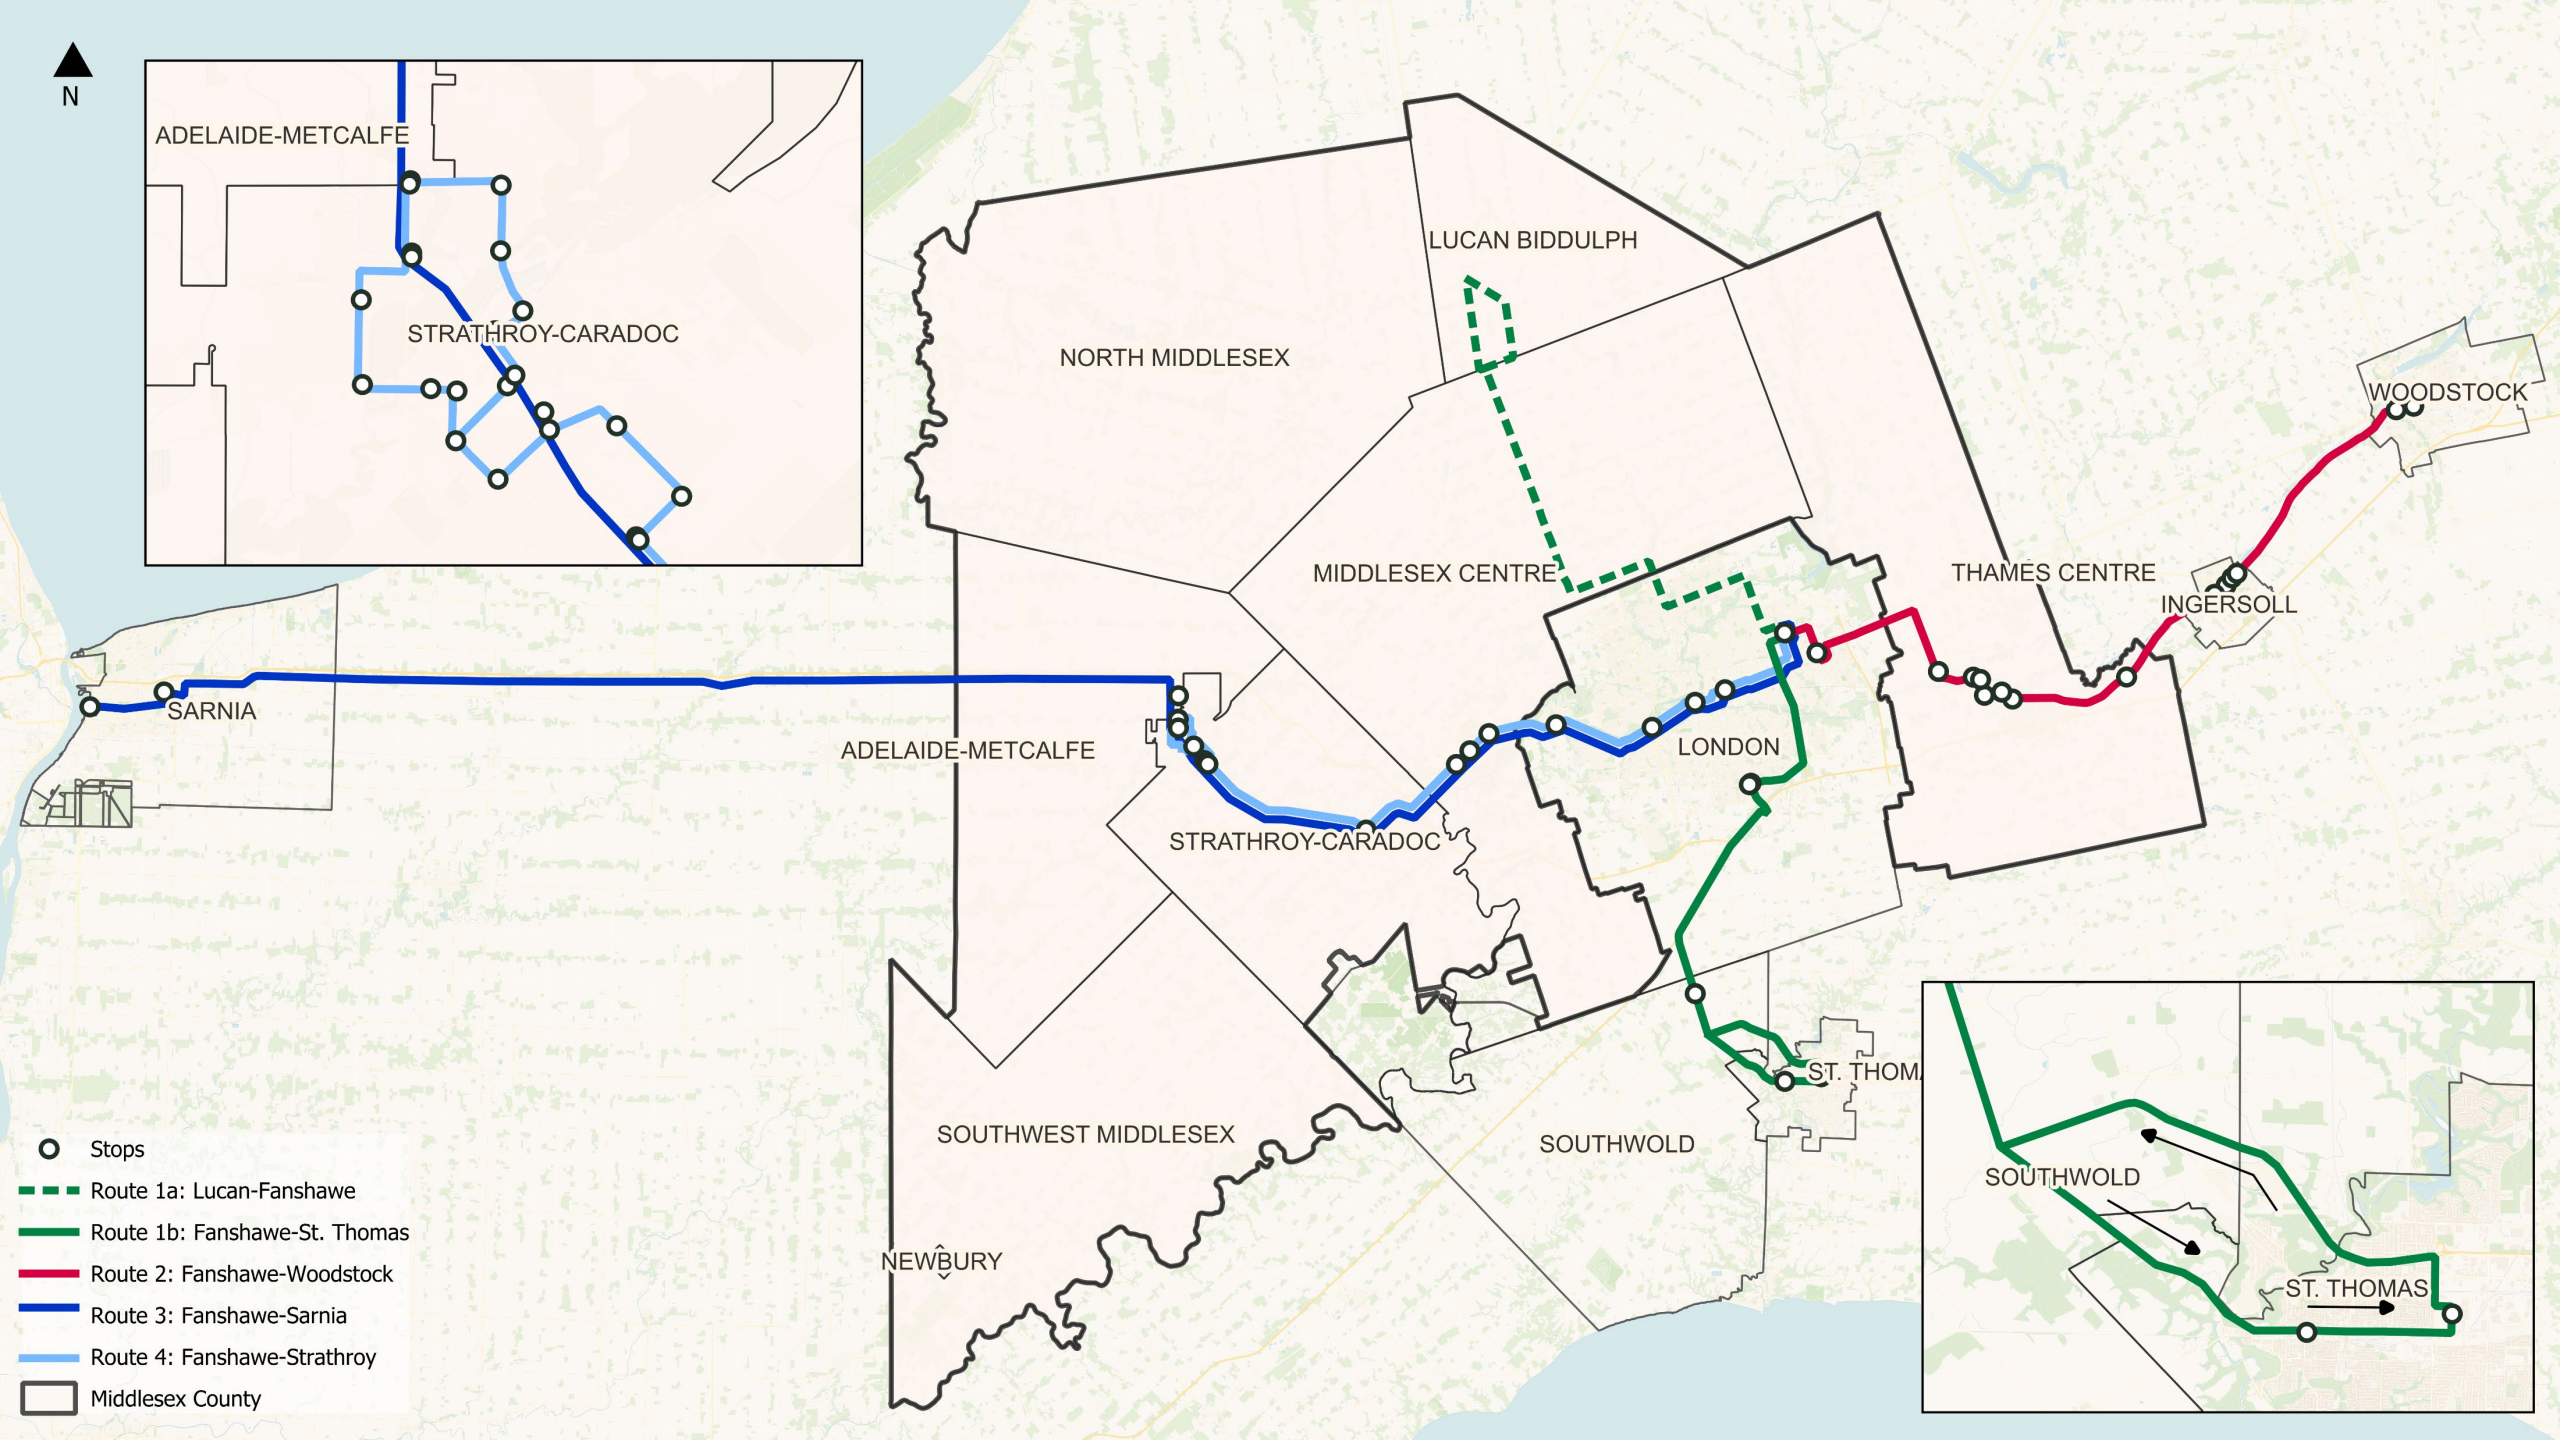 N
ADELAIDE-METCALFE
STRATHROY-CARADOC
LUCAN BIDDULPH
NORTH MIDDLESEX
WOODSTOCK
MIDDLESEX CENTRE
THAMES CENTRE
INGERSOLL
SARNIA
LONDON
ADELAIDE-METCALFE
STRATHROY-CARADOC
ST. THOMA
SOUTHWEST MIDDLESEX
SOUTHWOLD
NEWBURY
SOUTHWOLD
ST. THOMAS
Stops
Route 1a: Lucan-Fanshawe
Route 1b: Fanshawe-St. Thomas
Route 2: Fanshawe-Woodstock
Route 3: Fanshawe-Sarnia
Route 4: Fanshawe-Strathroy
Middlesex County